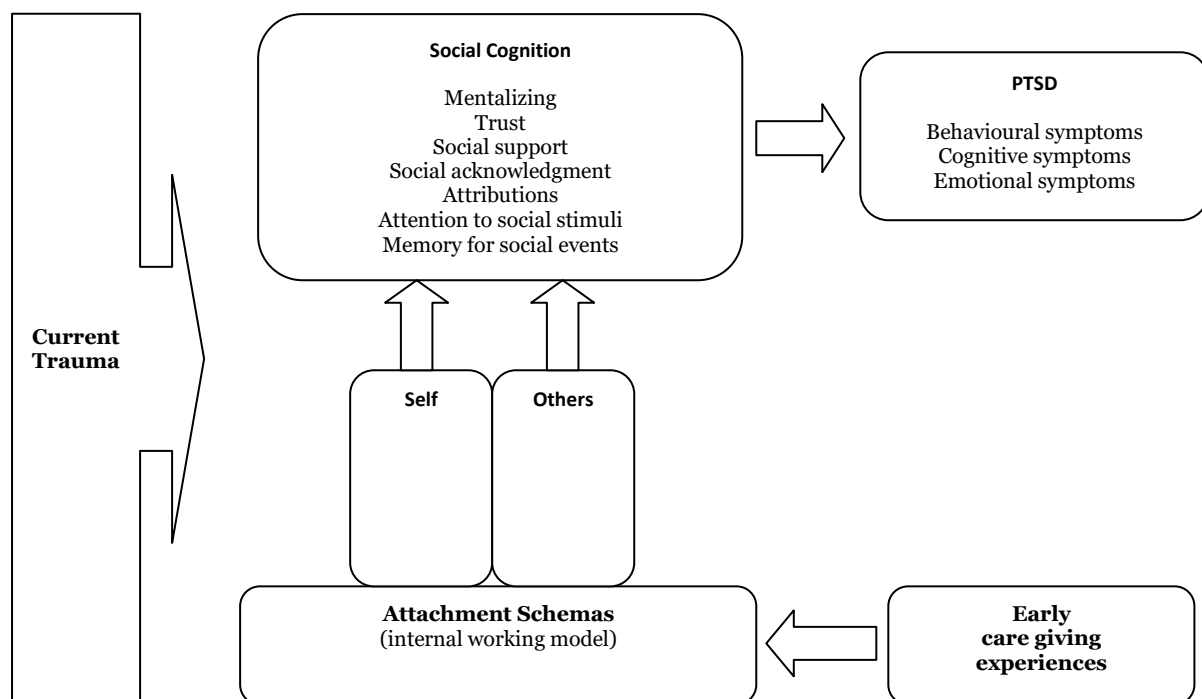 Social Cognition
Mentalizing
Trust
Social support
Social acknowledgment
Attributions
Attention to social stimuli
Memory for social events
PTSD
Behavioural symptoms
Cognitive symptoms
Emotional symptoms
Current
Trauma
Self
Others
Attachment Schemas
(internal working model)
Early
care giving
experiences